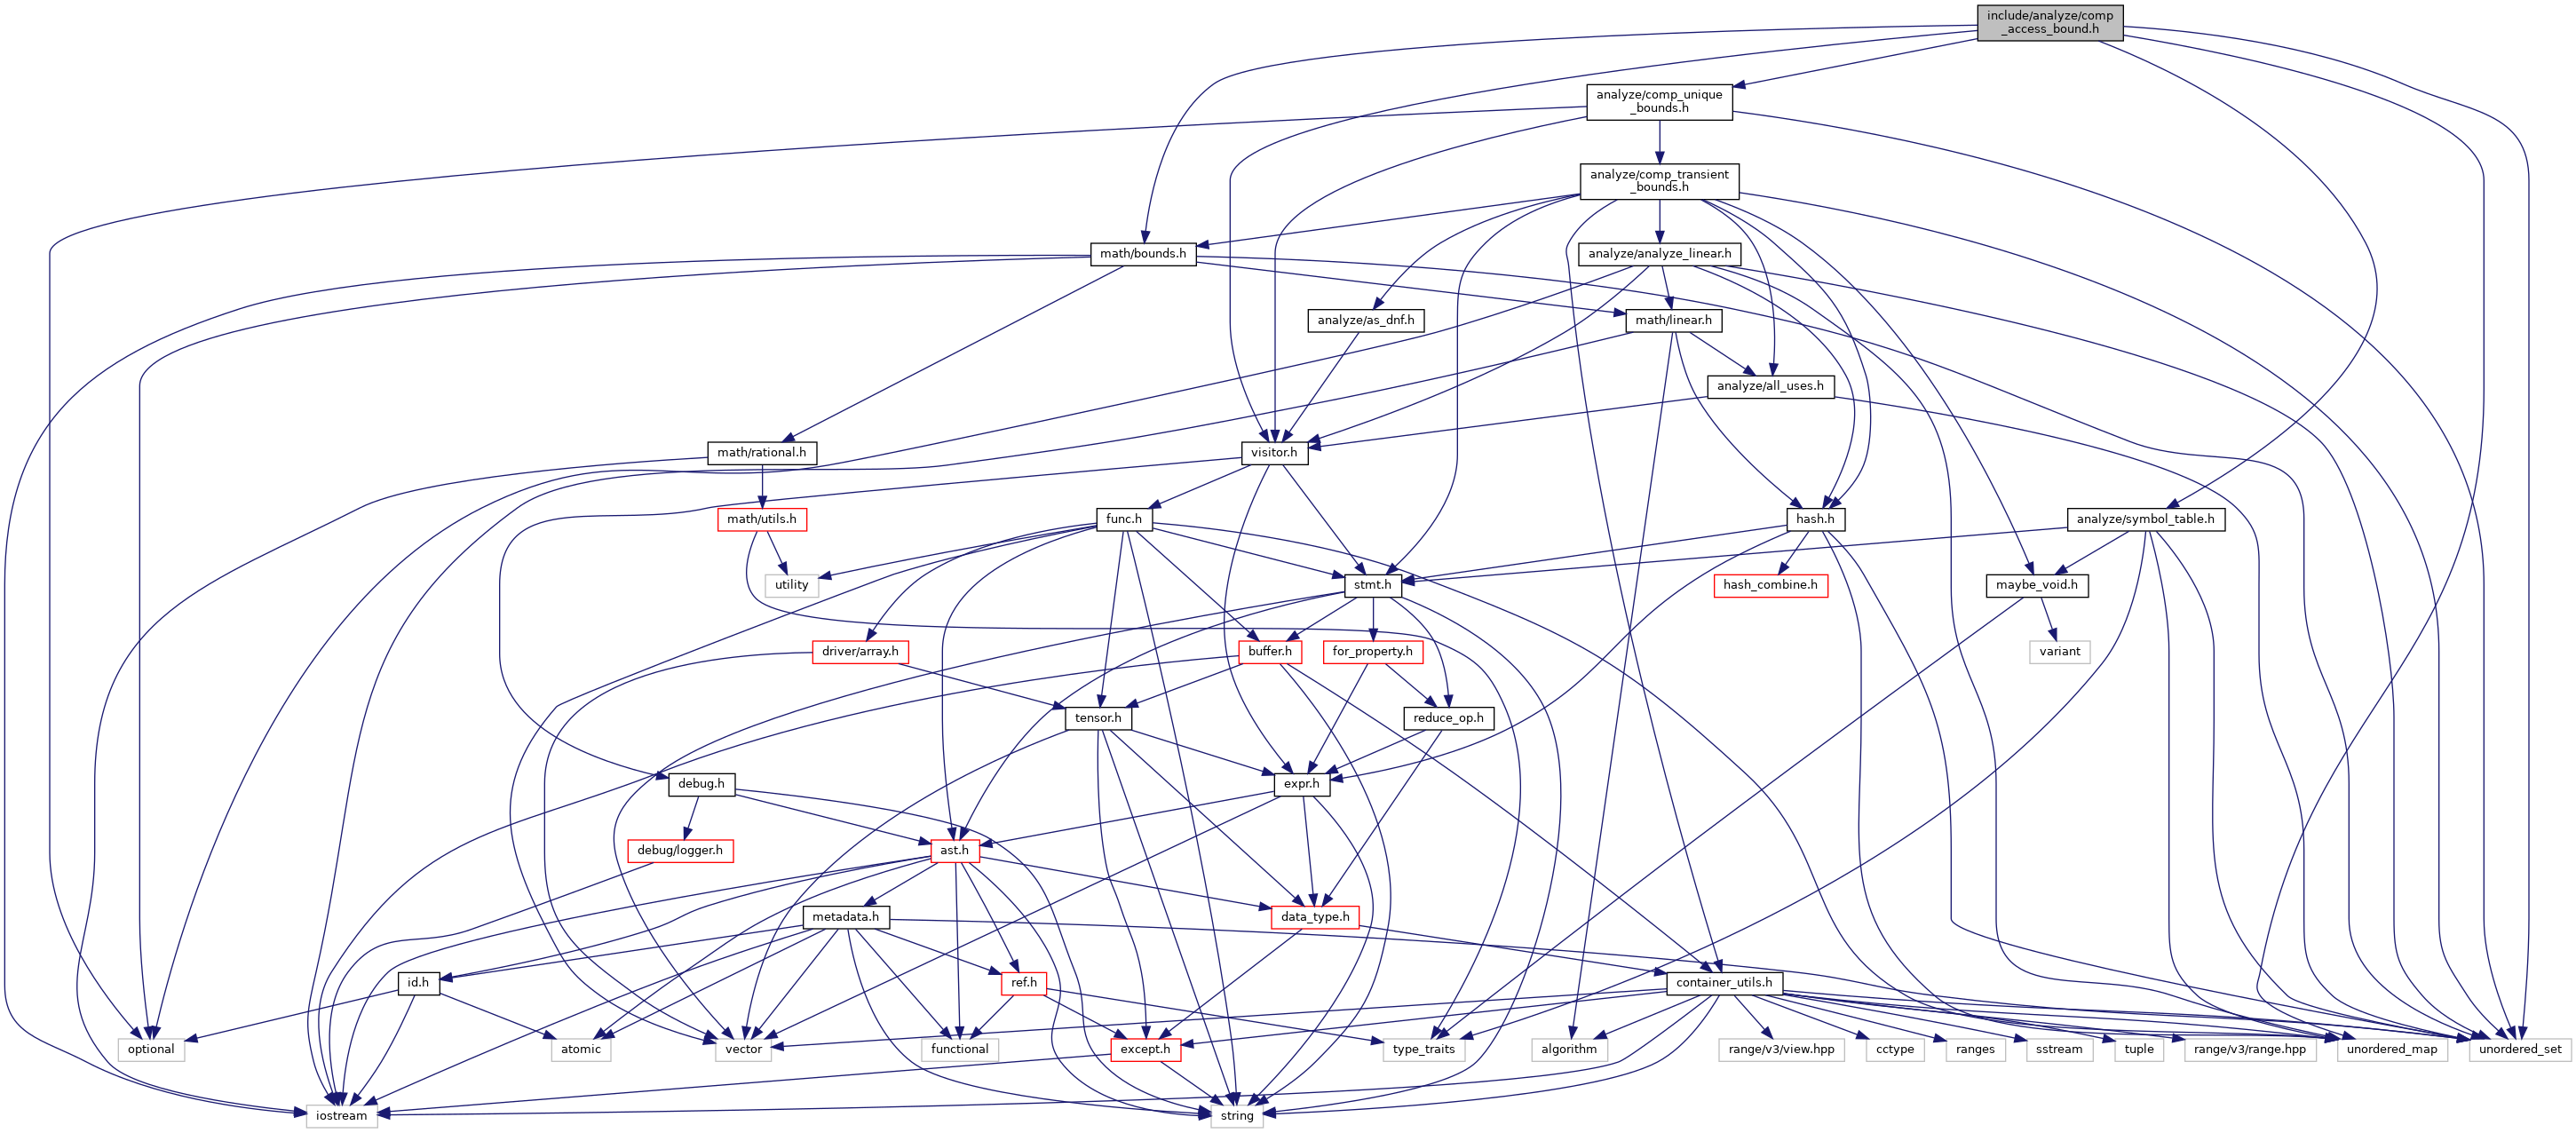 include/analyze/comp
_access_bound.h
analyze/comp_unique
_bounds.h
analyze/comp_transient
_bounds.h
math/bounds.h
analyze/analyze_linear.h
analyze/as_dnf.h
math/linear.h
analyze/all_uses.h
math/rational.h
visitor.h
math/utils.h
func.h
hash.h
analyze/symbol_table.h
utility
stmt.h
hash_combine.h
maybe_void.h
driver/array.h
buffer.h
for_property.h
variant
tensor.h
reduce_op.h
debug.h
expr.h
debug/logger.h
ast.h
metadata.h
data_type.h
id.h
ref.h
container_utils.h
optional
atomic
vector
functional
except.h
type_traits
algorithm
range/v3/view.hpp
cctype
ranges
sstream
tuple
range/v3/range.hpp
unordered_map
unordered_set
iostream
string